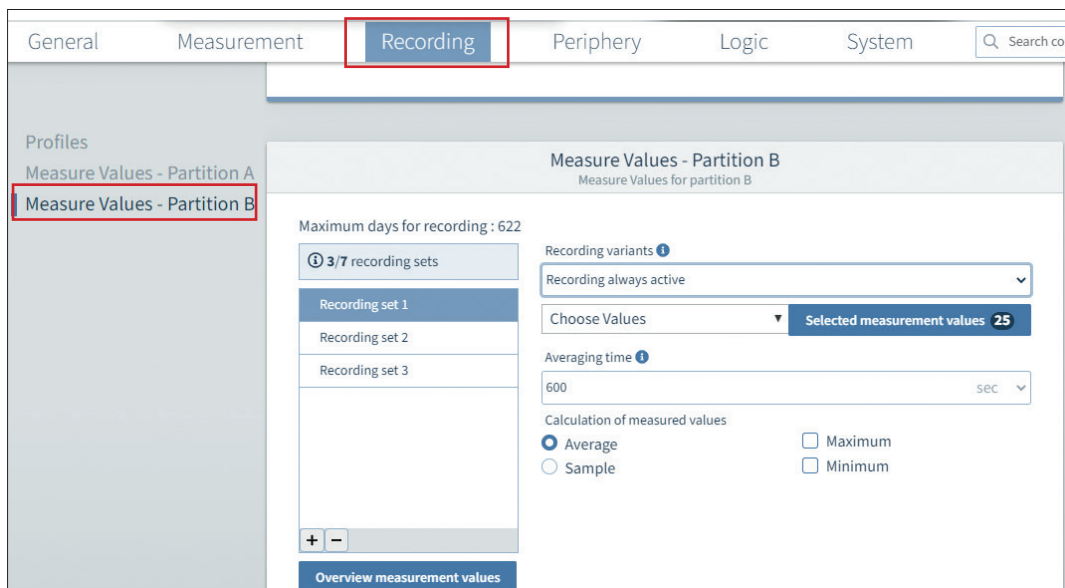 General Measurement Recording Periphery Logic System Search co
Profiles
Measure Values - Partition A
Measure Values - Partition B
Measure Values - Partition B
Measure Values for partition B
Maximum days for recording : 622
3/7 recording sets
Recording set 1
Recording set 2
Recording set 3
+ −
Overview measurement values
Recording variants
Recording always active
Choose Values Selected measurement values 25
Averaging time
600 sec
Calculation of measured values
Average Maximum
Sample Minimum